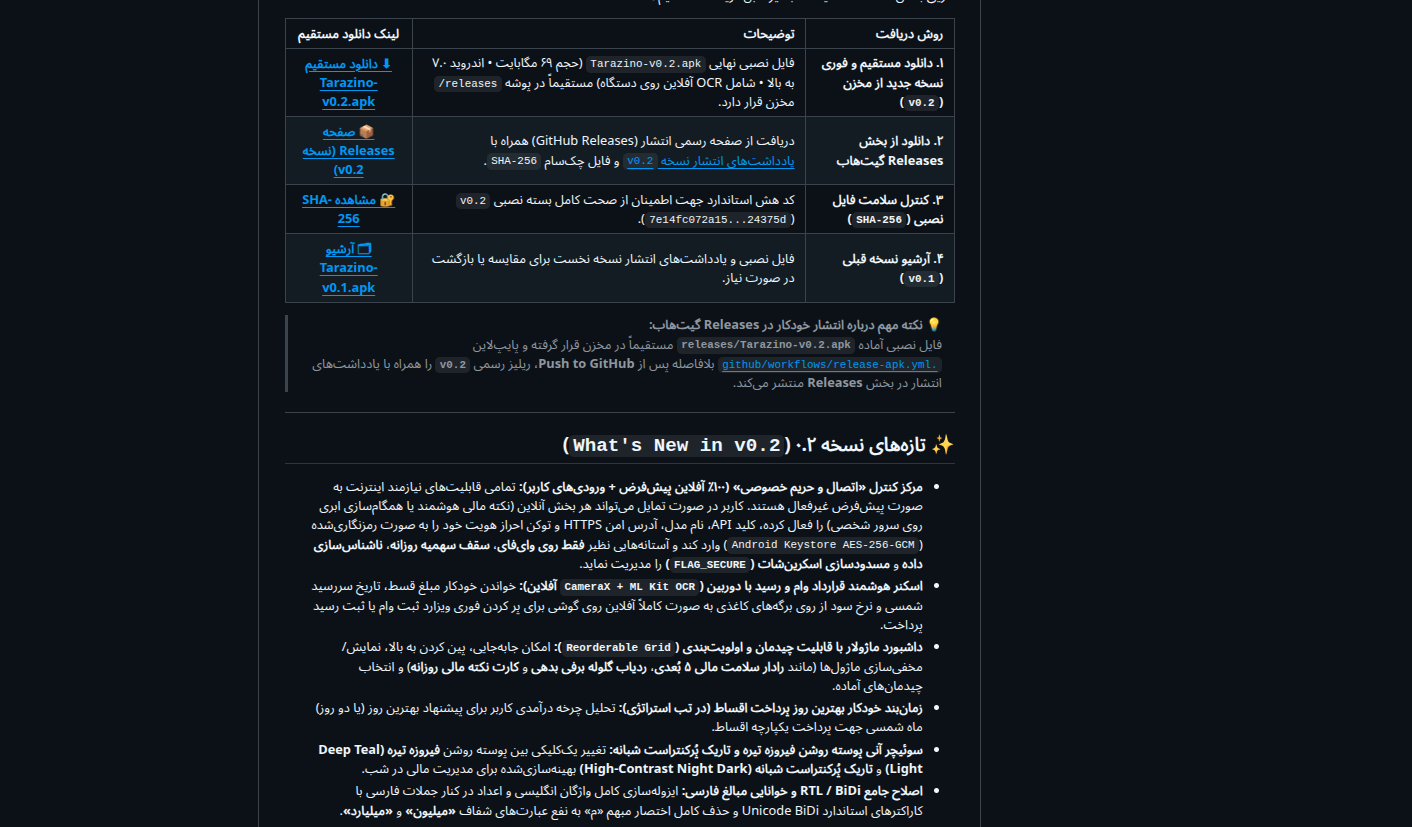 روش دریافت
توضیحات
لینک دانلود مستقیم
۱. دانلود مستقیم و فوری
نسخه جدید از مخزن
(v0.2)
فایل نصبی نهایی Tarazino-v0.2.apk (حجم ۶۹ مگابایت • اندروید ۷.۰
به بالا • شامل OCR آفلاین روی دستگاه) مستقیماً در پوشه releases/
مخزن قرار دارد.
⬇ دانلود مستقیم
Tarazino-
v0.2.apk
۲. دانلود از بخش
Releases گیت‌هاب
دریافت از صفحه رسمی انتشار (GitHub Releases) همراه با
یادداشت‌های انتشار نسخه v0.2 و فایل چک‌سام SHA-256.
📦 صفحه
Releases (نسخه
v0.2)
۳. کنترل سلامت فایل
نصبی (SHA-256)
کد هش استاندارد جهت اطمینان از صحت کامل بسته نصبی v0.2
(7e14fc072a15...24375d).
🔐 مشاهده SHA-
256
۴. آرشیو نسخه قبلی
(v0.1)
فایل نصبی و یادداشت‌های انتشار نسخه نخست برای مقایسه یا بازگشت
در صورت نیاز.
🗂 آرشیو
Tarazino-
v0.1.apk
💡 نکته مهم درباره انتشار خودکار در Releases گیت‌هاب:
فایل نصبی آماده releases/Tarazino-v0.2.apk مستقیماً در مخزن قرار گرفته و پایپ‌لاین
.github/workflows/release-apk.yml بلافاصله پس از Push to GitHub، ریلیز رسمی v0.2 را همراه با یادداشت‌های
انتشار در بخش Releases منتشر می‌کند.
✨ تازه‌های نسخه ۰.۲ (What's New in v0.2)
• مرکز کنترل «اتصال و حریم خصوصی» (۱۰۰٪ آفلاین پیش‌فرض + ورودی‌های کاربر): تمامی قابلیت‌های نیازمند اینترنت به
صورت پیش‌فرض غیرفعال هستند. کاربر در صورت تمایل می‌تواند هر بخش آنلاین (نکته مالی هوشمند یا همگام‌سازی ابری
روی سرور شخصی) را فعال کرده، کلید API، نام مدل، آدرس امن HTTPS و توکن احراز هویت خود را به صورت رمزنگاری‌شده
(Android Keystore AES-256-GCM) وارد کند و آستانه‌هایی نظیر فقط روی وای‌فای، سقف سهمیه روزانه، ناشناس‌سازی
داده و مسدودسازی اسکرین‌شات (FLAG_SECURE) را مدیریت نماید.
• اسکنر هوشمند قرارداد وام و رسید با دوربین (CameraX + ML Kit OCR آفلاین): خواندن خودکار مبلغ قسط، تاریخ سررسید
شمسی و نرخ سود از روی برگه‌های کاغذی به صورت کاملاً آفلاین روی گوشی برای پر کردن فوری ویزارد ثبت وام یا ثبت رسید
پرداخت.
• داشبورد ماژولار با قابلیت چیدمان و اولویت‌بندی (Reorderable Grid): امکان جابه‌جایی، پین کردن به بالا، نمایش/
مخفی‌سازی ماژول‌ها (مانند رادار سلامت مالی ۵ بُعدی، ردیاب گلوله برفی بدهی و کارت نکته مالی روزانه) و انتخاب
چیدمان‌های آماده.
• زمان‌بند خودکار بهترین روز پرداخت اقساط (در تب استراتژی): تحلیل چرخه درآمدی کاربر برای پیشنهاد بهترین روز (یا دو روز)
ماه شمسی جهت پرداخت یکپارچه اقساط.
• سوئیچر آنی پوسته روشن فیروزه تیره و تاریک پُرکنتراست شبانه: تغییر یک‌کلیکی بین پوسته روشن فیروزه تیره (Deep Teal
Light) و تاریک پُرکنتراست شبانه (High-Contrast Night Dark) بهینه‌سازی‌شده برای مدیریت مالی در شب.
• اصلاح جامع RTL / BiDi و خوانایی مبالغ فارسی: ایزوله‌سازی کامل واژگان انگلیسی و اعداد در کنار جملات فارسی با
کاراکترهای استاندارد Unicode BiDi و حذف کامل اختصار مبهم «م» به نفع عبارت‌های شفاف «میلیون» و «میلیارد».